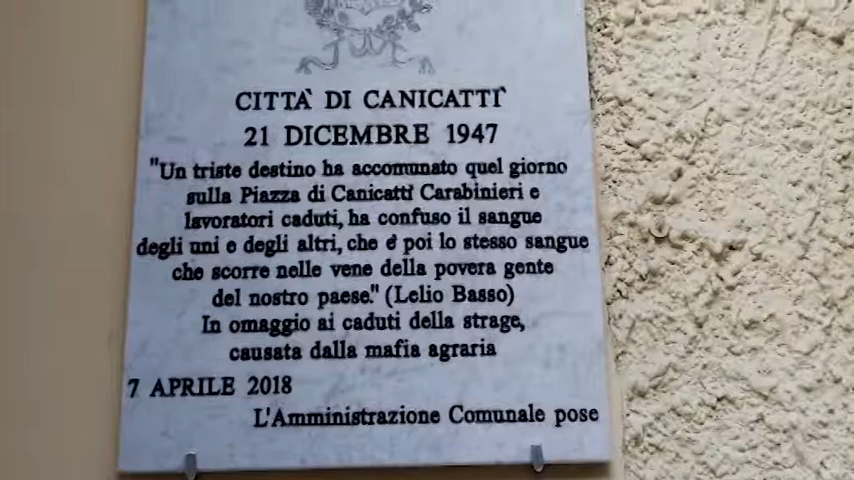 CITTA' DI CANICATTI'
21 DICEMBRE 1947
"Un triste destino ha accomunato quel giorno
sulla Piazza di Canicatti' Carabinieri e
lavoratori caduti, ha confuso il sangue
degli uni e degli altri, che è poi lo stesso sangue
che scorre nelle vene della povera gente
del nostro paese." (Lelio Basso)
In omaggio ai caduti della strage,
causata dalla mafia agraria
7 APRILE 2018
L'Amministrazione Comunale pose